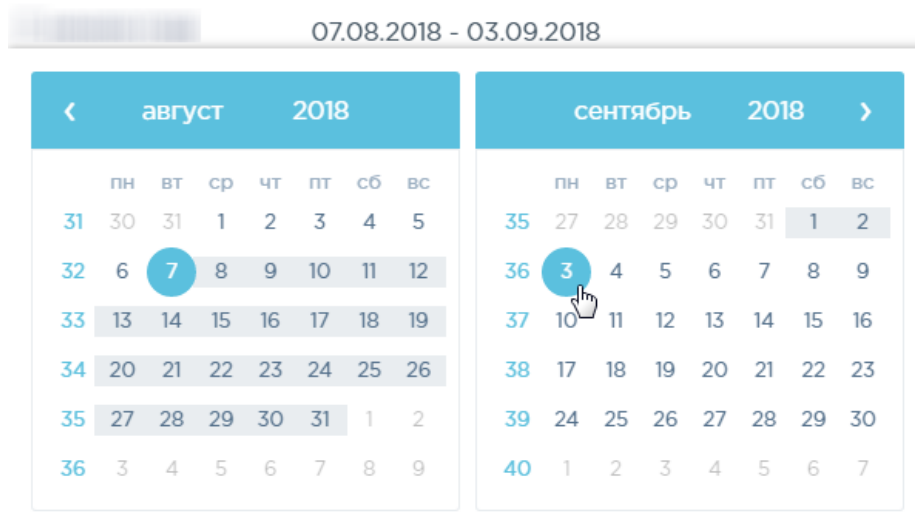 07.08.2018 - 03.09.2018
‹ август 2018
пн вт ср чт пт сб вс
31 30 31 1 2 3 4 5
32 6 7 8 9 10 11 12
33 13 14 15 16 17 18 19
34 20 21 22 23 24 25 26
35 27 28 29 30 31 1 2
36 3 4 5 6 7 8 9
сентябрь 2018 ›
пн вт ср чт пт сб вс
35 27 28 29 30 31 1 2
36 3 4 5 6 7 8 9
37 10 11 12 13 14 15 16
38 17 18 19 20 21 22 23
39 24 25 26 27 28 29 30
40 1 2 3 4 5 6 7